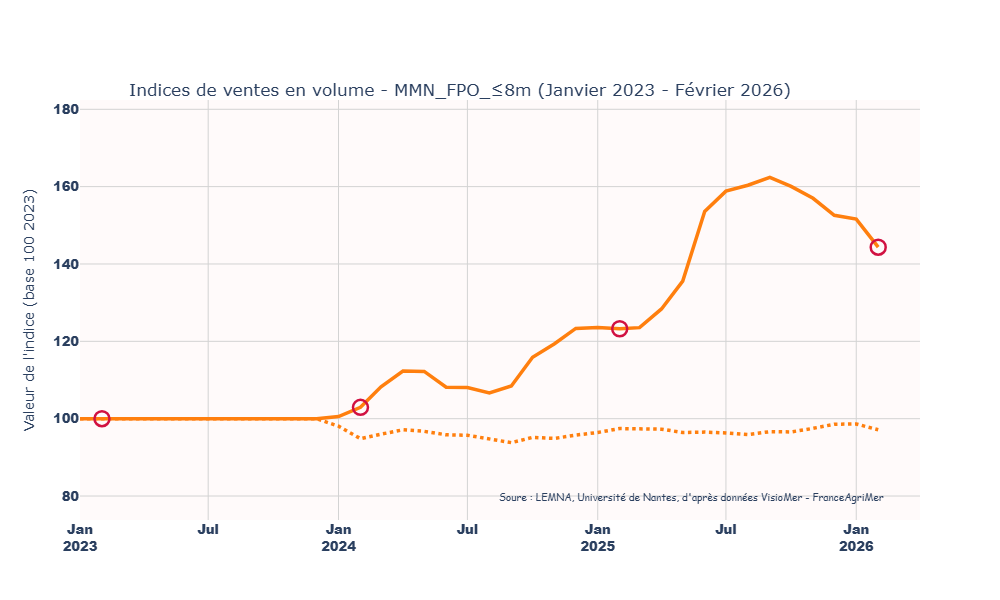 Indices de ventes en volume - MMN_FPO_≤8m (Janvier 2023 - Février 2026)
Valeur de l'indice (base 100 2023)
180
160
140
120
100
80
Soure : LEMNA, Université de Nantes, d'après données VisioMer - FranceAgriMer
Jan Jul Jan Jul Jan Jul Jan
2023 2024 2025 2026